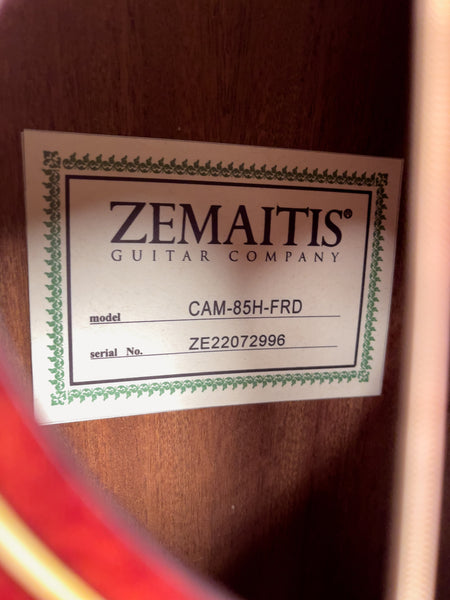 ZEMAITIS®
GUITAR COMPANY
model CAM-85H-FRD
serial No. ZE22072996